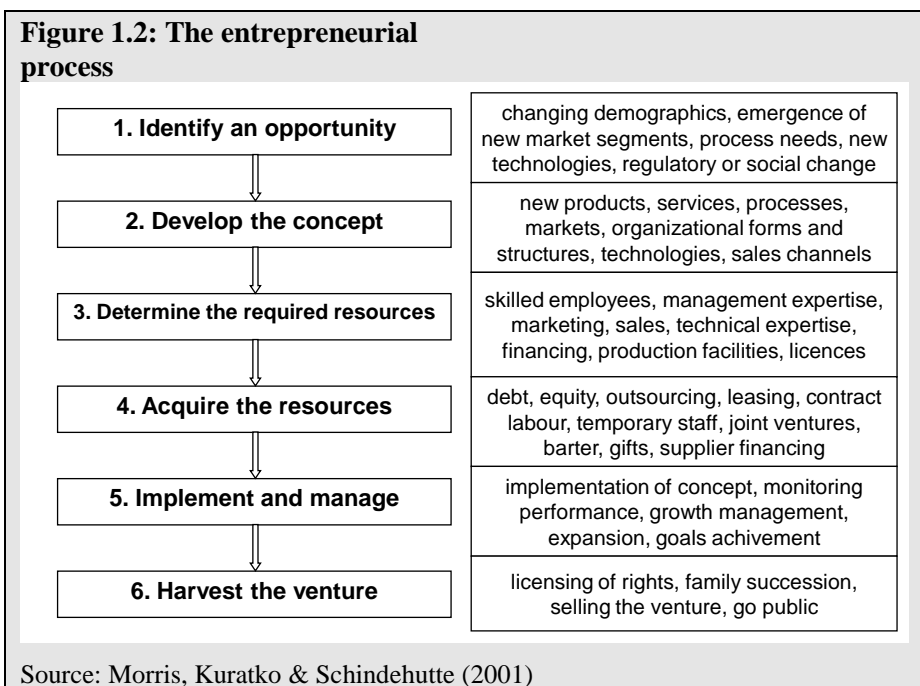 Figure 1.2: The entrepreneurial
process
1. Identify an opportunity
changing demographics, emergence of
new market segments, process needs, new
technologies, regulatory or social change
2. Develop the concept
new products, services, processes,
markets, organizational forms and
structures, technologies, sales channels
3. Determine the required resources
skilled employees, management expertise,
marketing, sales, technical expertise,
financing, production facilities, licences
4. Acquire the resources
debt, equity, outsourcing, leasing, contract
labour, temporary staff, joint ventures,
barter, gifts, supplier financing
5. Implement and manage
implementation of concept, monitoring
performance, growth management,
expansion, goals achivement
6. Harvest the venture
licensing of rights, family succession,
selling the venture, go public
Source: Morris, Kuratko & Schindehutte (2001)